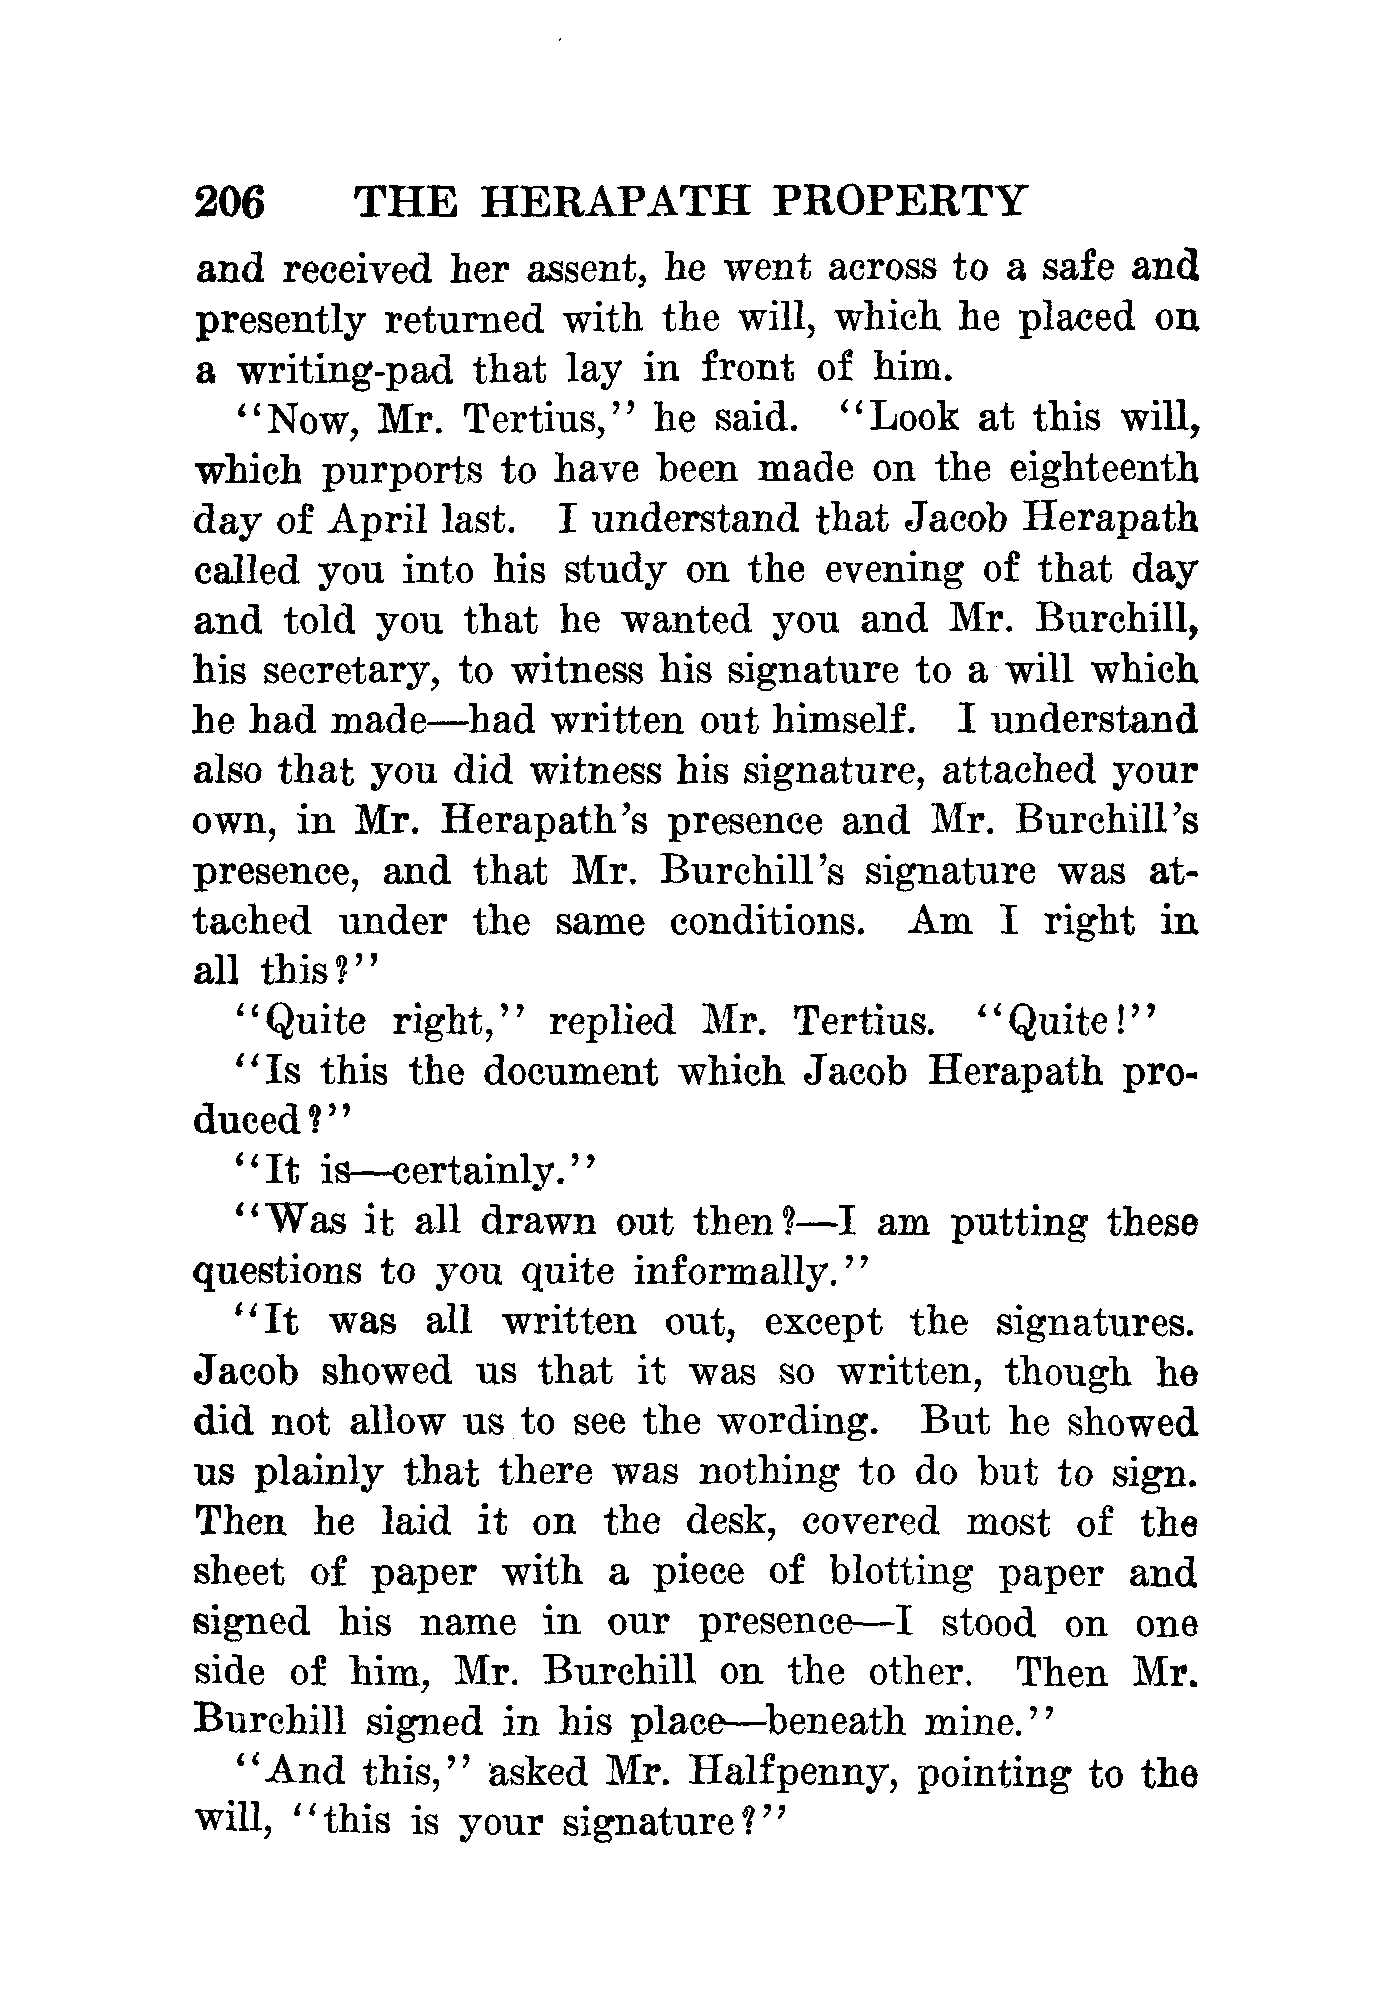 206 THE HERAPATH PROPERTY
and received her assent, he went across to a safe and
presently returned with the will, which he placed on
a writing-pad that lay in front of him.
"Now, Mr. Tertius," he said. "Look at this will,
which purports to have been made on the eighteenth
day of April last. I understand that Jacob Herapath
called you into his study on the evening of that day
and told you that he wanted you and Mr. Burchill,
his secretary, to witness his signature to a will which
he had made—had written out himself. I understand
also that you did witness his signature, attached your
own, in Mr. Herapath's presence and Mr. Burchill's
presence, and that Mr. Burchill's signature was at-
tached under the same conditions. Am I right in
all this?"
"Quite right," replied Mr. Tertius. "Quite!"
"Is this the document which Jacob Herapath pro-
duced?"
"It is—certainly."
"Was it all drawn out then?—I am putting these
questions to you quite informally."
"It was all written out, except the signatures.
Jacob showed us that it was so written, though he
did not allow us to see the wording. But he showed
us plainly that there was nothing to do but to sign.
Then he laid it on the desk, covered most of the
sheet of paper with a piece of blotting paper and
signed his name in our presence—I stood on one
side of him, Mr. Burchill on the other. Then Mr.
Burchill signed in his place—beneath mine."
"And this," asked Mr. Halfpenny, pointing to the
will, "this is your signature?"